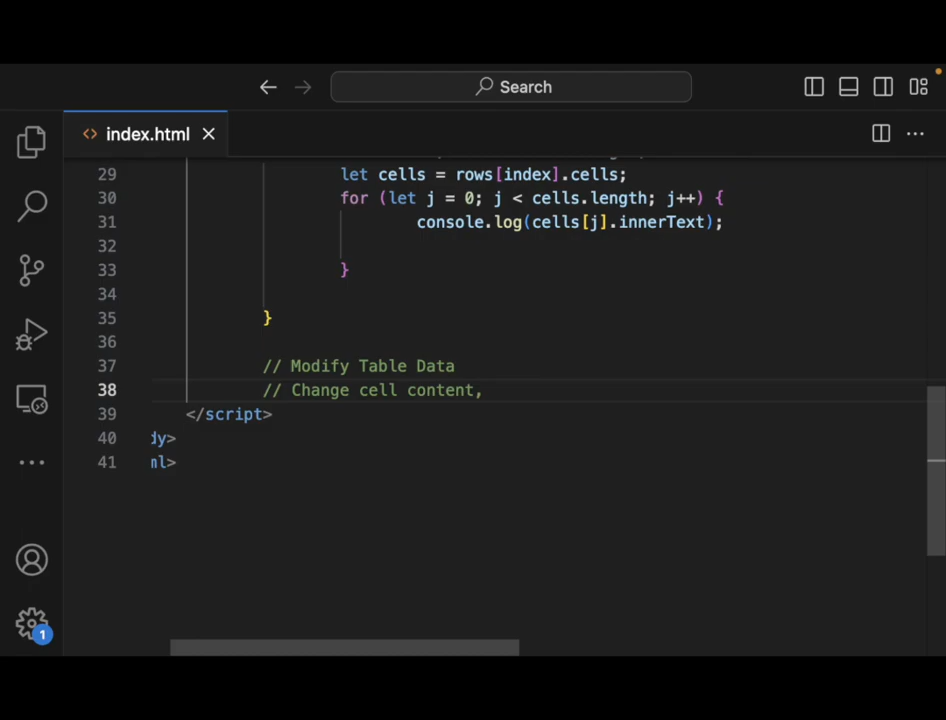 Search
index.html
29 let cells = rows[index].cells;
30 for (let j = 0; j < cells.length; j++) {
31 console.log(cells[j].innerText);
32
33 }
34
35 }
36
37 // Modify Table Data
38 // Change cell content,
39 </script>
40 dy>
41 ml>
1